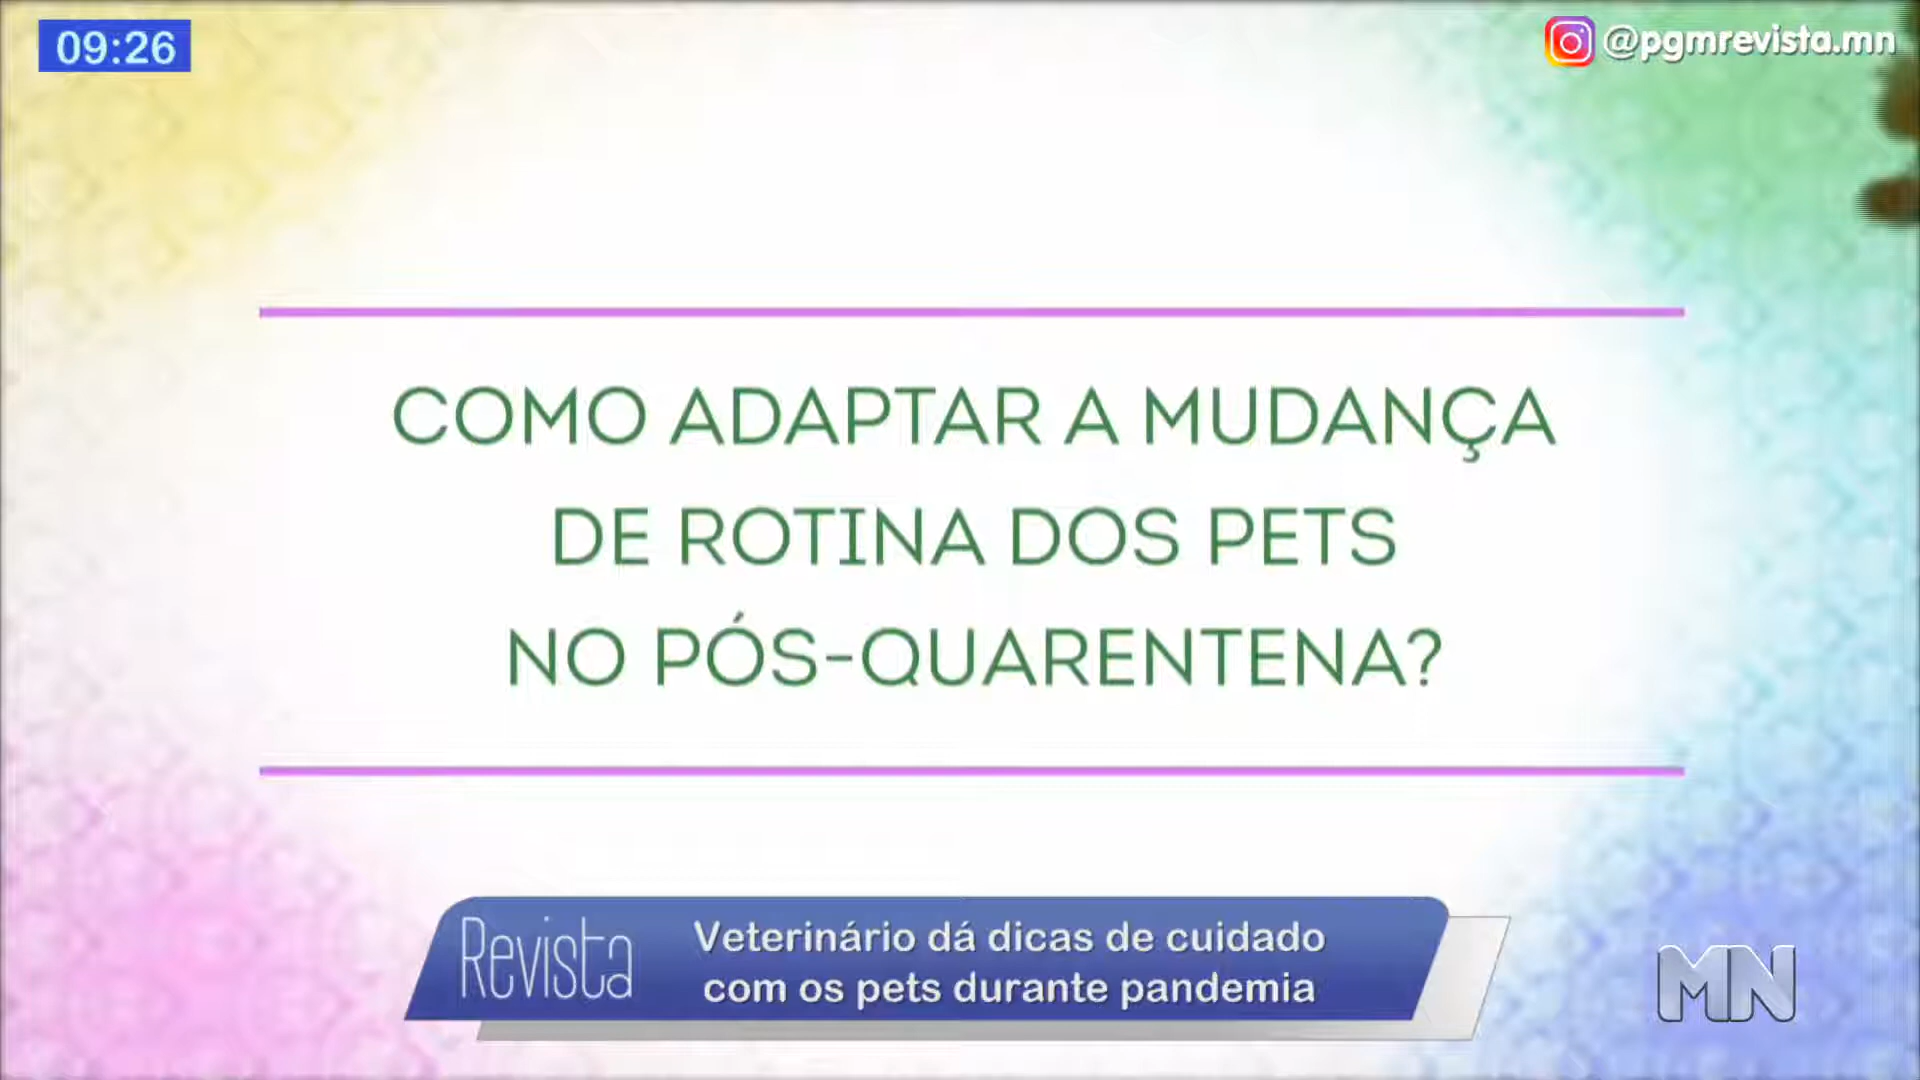 09:26
@pgmrevista.mn
COMO ADAPTAR A MUDANÇA
DE ROTINA DOS PETS
NO PÓS-QUARENTENA?
Revista
Veterinário dá dicas de cuidado
com os pets durante pandemia
MN